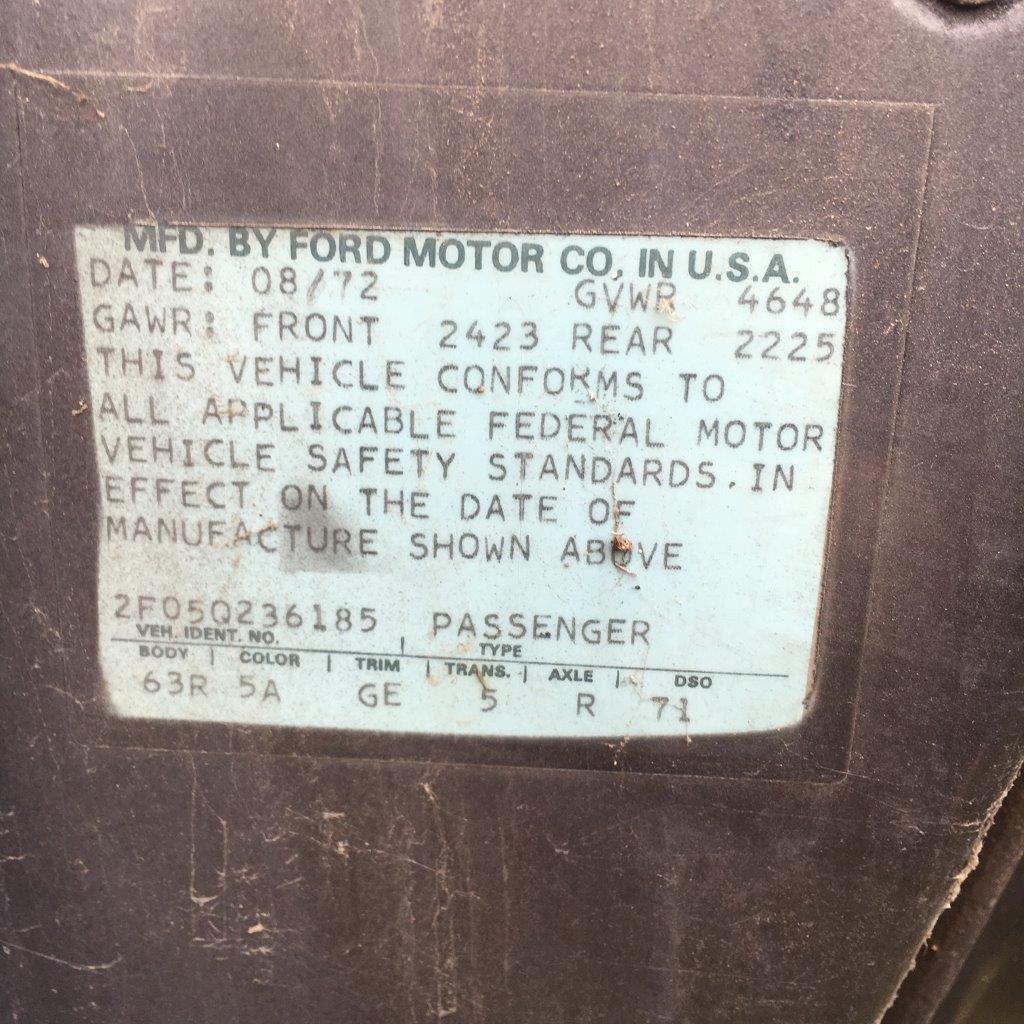 MFD. BY FORD MOTOR CO, IN U.S.A.
DATE: 08/72 GVWR 4648
GAWR: FRONT 2423 REAR 2225
THIS VEHICLE CONFORMS TO
ALL APPLICABLE FEDERAL MOTOR
VEHICLE SAFETY STANDARDS.IN
EFFECT ON THE DATE OF
MANUFACTURE SHOWN ABOVE
2F05Q236185 PASSENGER
VEH. IDENT. NO. | TYPE
BODY | COLOR | TRIM | TRANS. | AXLE | DSO
63R 5A GE 5 R 71